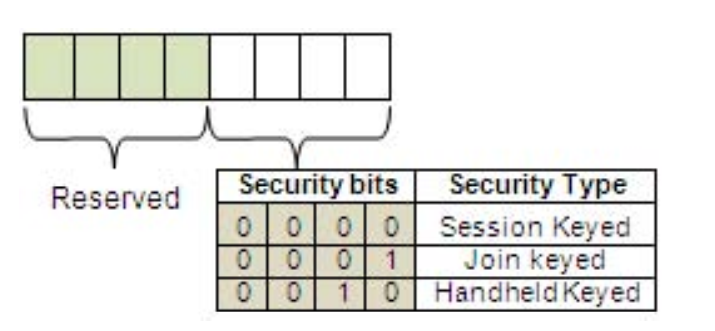 Reserved
Security bits Security Type
0 0 0 0 Session Keyed
0 0 0 1 Join keyed
0 0 1 0 Handheld Keyed